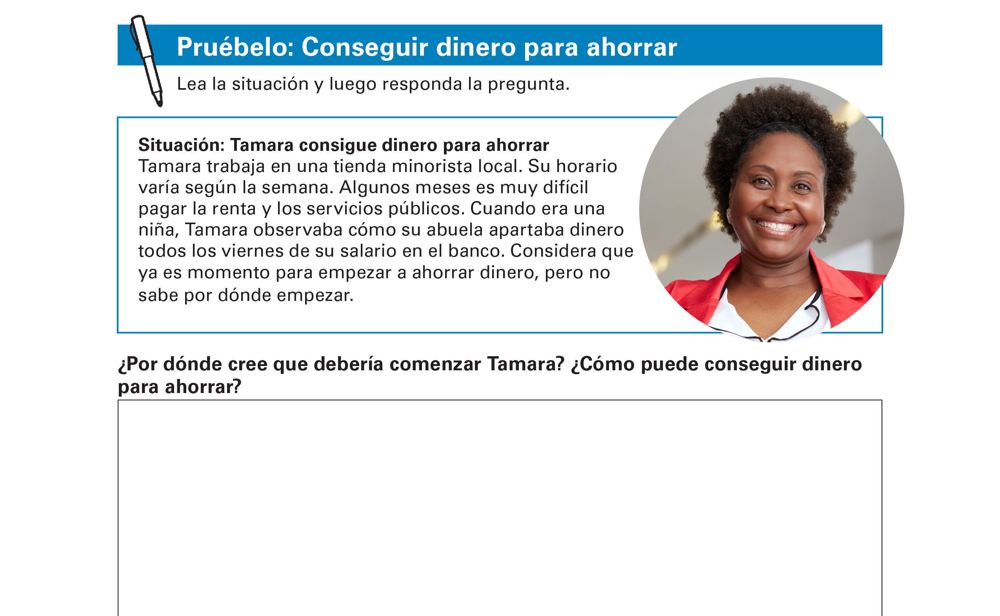 Pruébelo: Conseguir dinero para ahorrar
Lea la situación y luego responda la pregunta.
Situación: Tamara consigue dinero para ahorrar
Tamara trabaja en una tienda minorista local. Su horario
varía según la semana. Algunos meses es muy difícil
pagar la renta y los servicios públicos. Cuando era una
niña, Tamara observaba cómo su abuela apartaba dinero
todos los viernes de su salario en el banco. Considera que
ya es momento para empezar a ahorrar dinero, pero no
sabe por dónde empezar.
¿Por dónde cree que debería comenzar Tamara? ¿Cómo puede conseguir dinero
para ahorrar?